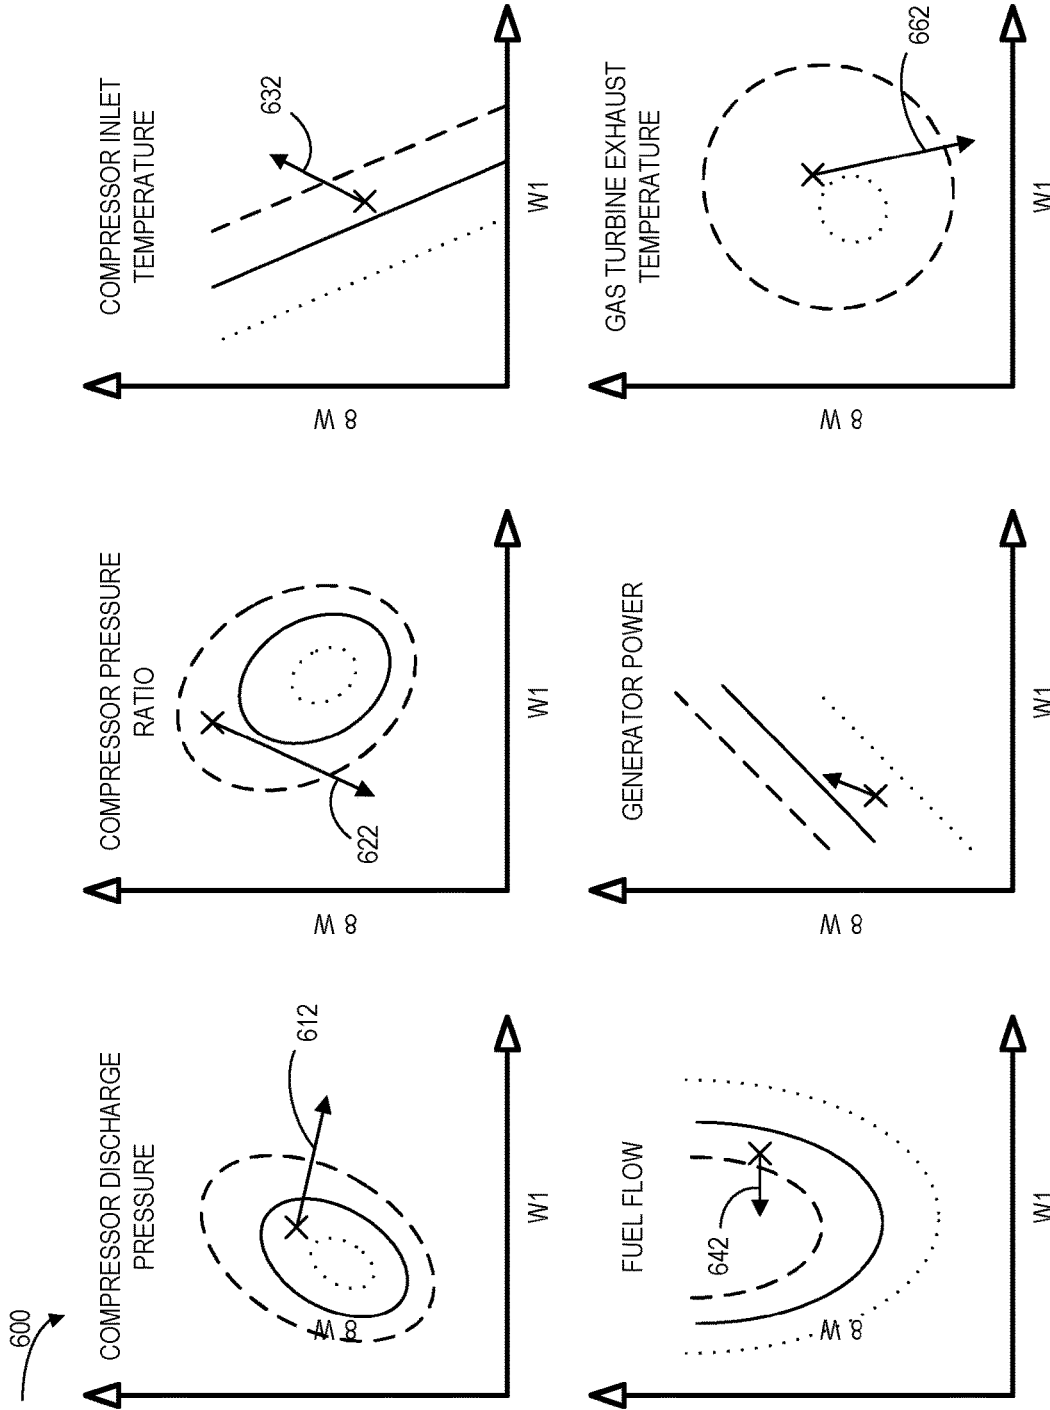 600
COMPRESSOR DISCHARGE
PRESSURE
612
8 W
W1
COMPRESSOR PRESSURE
RATIO
622
8 W
W1
COMPRESSOR INLET
TEMPERATURE
632
8 W
W1
FUEL FLOW
642
8 W
W1
GENERATOR POWER
8 W
W1
GAS TURBINE EXHAUST
TEMPERATURE
662
8 W
W1